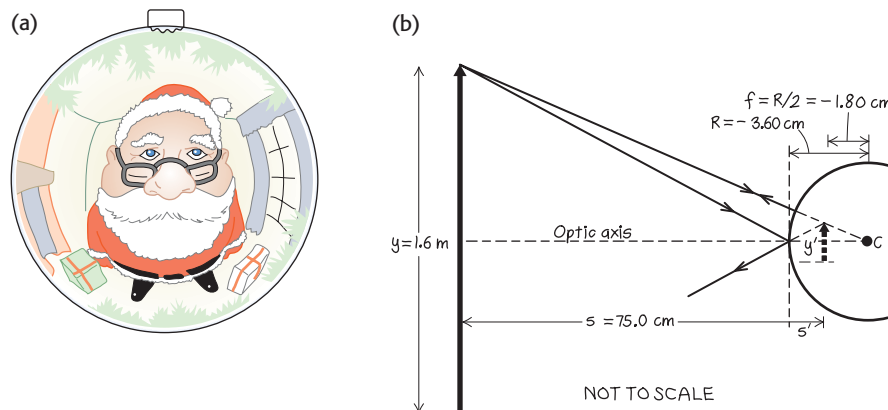 (a)
(b)
f = R/2 = -1.80 cm
R = -3.60 cm
Optic axis
y = 1.6 m
y'
C
s = 75.0 cm
s'
NOT TO SCALE